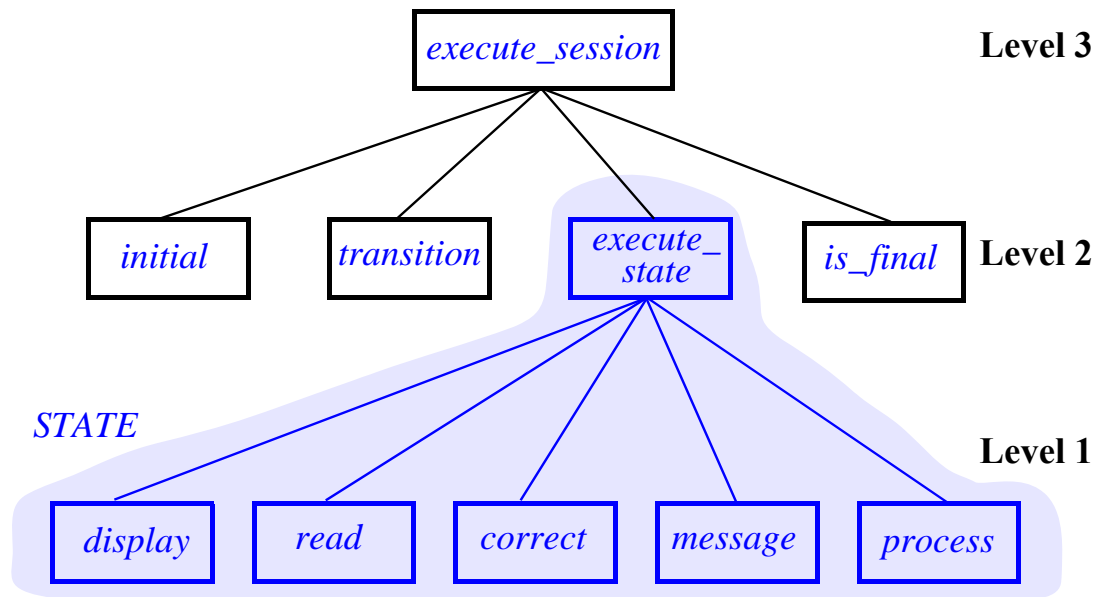 execute_session
Level 3
initial
transition
execute_
state
is_final
Level 2
STATE
Level 1
display
read
correct
message
process